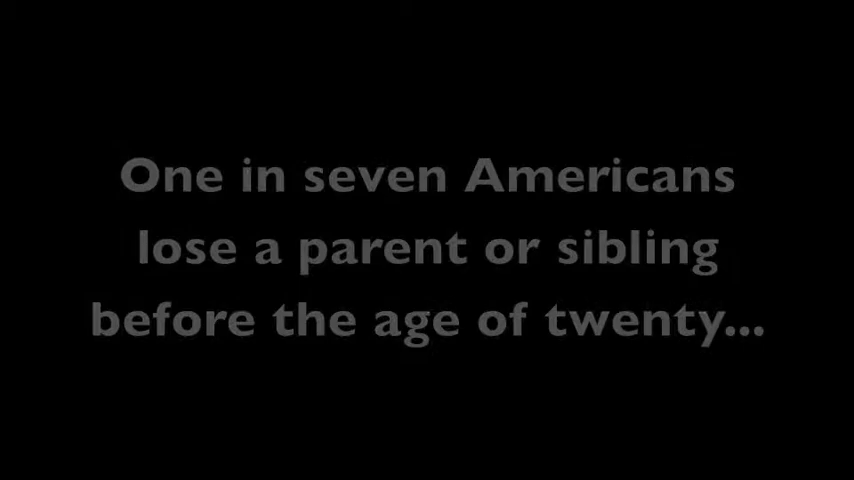 One in seven Americans
lose a parent or sibling
before the age of twenty...